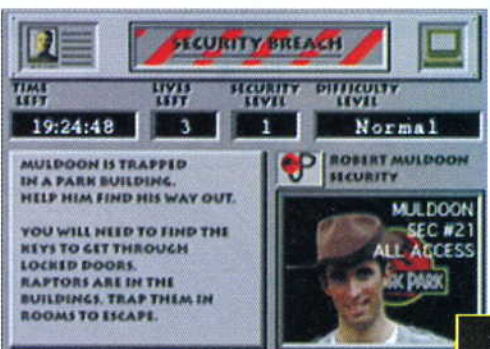 SECURITY BREACH
TIME LEFT
LIVES LEFT
SECURITY LEVEL
DIFFICULTY LEVEL
19:24:48
3
1
Normal
MULDOON IS TRAPPED
IN A PARK BUILDING.
HELP HIM FIND HIS WAY OUT.
YOU WILL NEED TO FIND THE
KEYS TO GET THROUGH
LOCKED DOORS.
RAPTORS ARE IN THE
BUILDINGS. TRAP THEM IN
ROOMS TO ESCAPE.
ROBERT MULDOON
SECURITY
MULDOON
SEC #21
ALL ACCESS
PARK